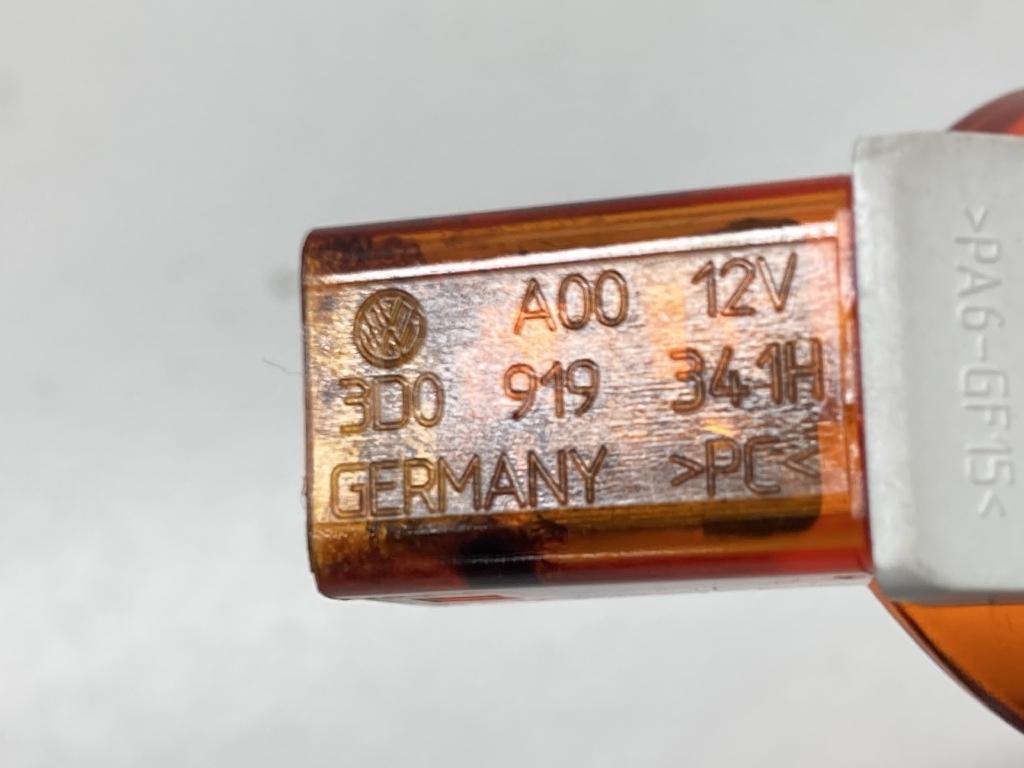 A00 12V
3D0 919 341H
GERMANY >PC<
>PA6-GF15<